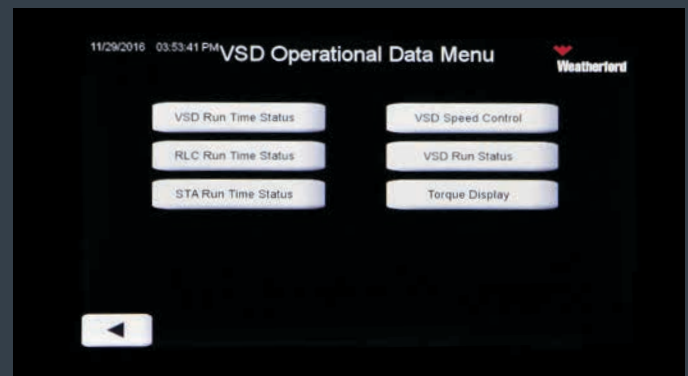 11/29/2016 03:53:41 PM VSD Operational Data Menu
Weatherford
VSD Run Time Status
VSD Speed Control
RLC Run Time Status
VSD Run Status
STA Run Time Status
Torque Display